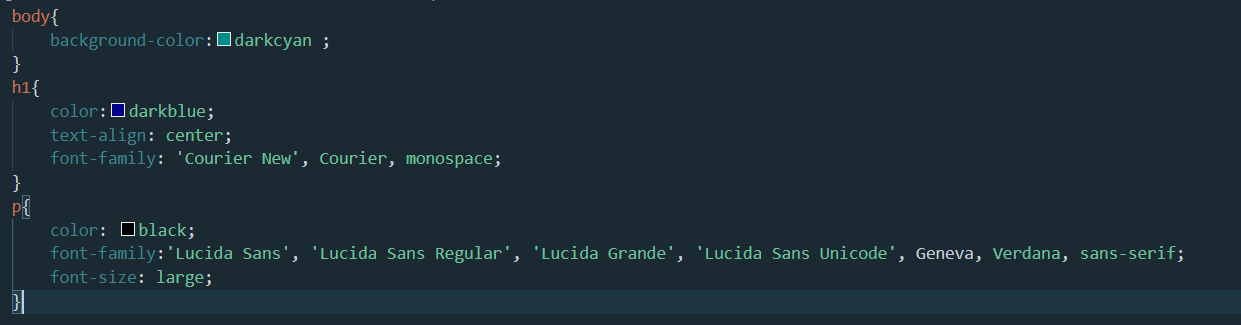 body{
    background-color: darkcyan ;
}
h1{
    color: darkblue;
    text-align: center;
    font-family: 'Courier New', Courier, monospace;
}
p{
    color: black;
    font-family:'Lucida Sans', 'Lucida Sans Regular', 'Lucida Grande', 'Lucida Sans Unicode', Geneva, Verdana, sans-serif;
    font-size: large;
}